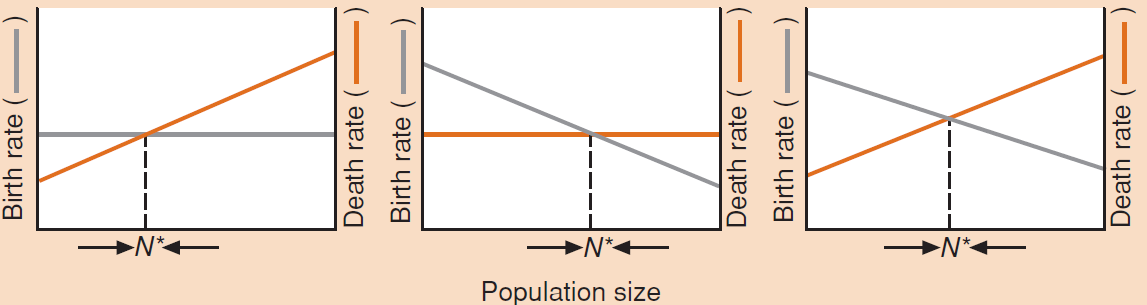 Birth rate ( )
Death rate ( )
Birth rate ( )
Death rate ( )
Birth rate ( )
Death rate ( )
N*
N*
N*
Population size